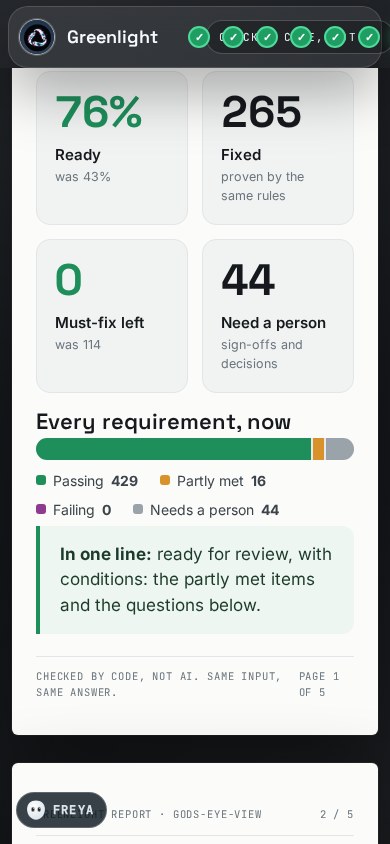 Greenlight
76%
Ready
was 43%
265
Fixed
proven by the
same rules
0
Must-fix left
was 114
44
Need a person
sign-offs and
decisions
Every requirement, now
Passing 429 Partly met 16
Failing 0 Needs a person 44
In one line: ready for review, with
conditions: the partly met items
and the questions below.
CHECKED BY CODE, NOT AI. SAME INPUT,
SAME ANSWER.
PAGE 1
OF 5
REPORT · GODS-EYE-VIEW 2 / 5
FREYA